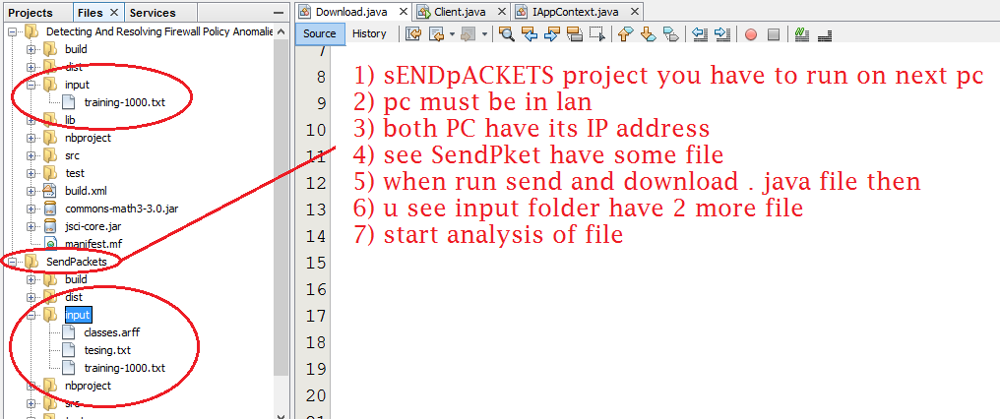 Projects Files Services
Download.java Client.java IAppContext.java
Source History
Detecting And Resolving Firewall Policy Anomalie
build
dist
input
training-1000.txt
lib
nbproject
src
test
build.xml
commons-math3-3.0.jar
jsci-core.jar
manifest.mf
SendPackets
build
dist
input
classes.arff
tesing.txt
training-1000.txt
nbproject
src
7
8
9
10
11
12
13
14
15
16
17
18
19
20
1) sENDpACKETS project you have to run on next pc
2) pc must be in lan
3) both PC have its IP address
4) see SendPket have some file
5) when run send and download . java file then
6) u see input folder have 2 more file
7) start analysis of file